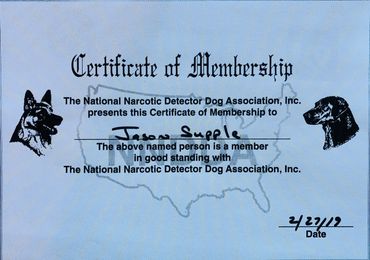 Certificate of Membership
The National Narcotic Detector Dog Association, Inc.
presents this Certificate of Membership to
Jason Supple
The above named person is a member
in good standing with
The National Narcotic Detector Dog Association, Inc.
NNDDA
2/27/19
Date